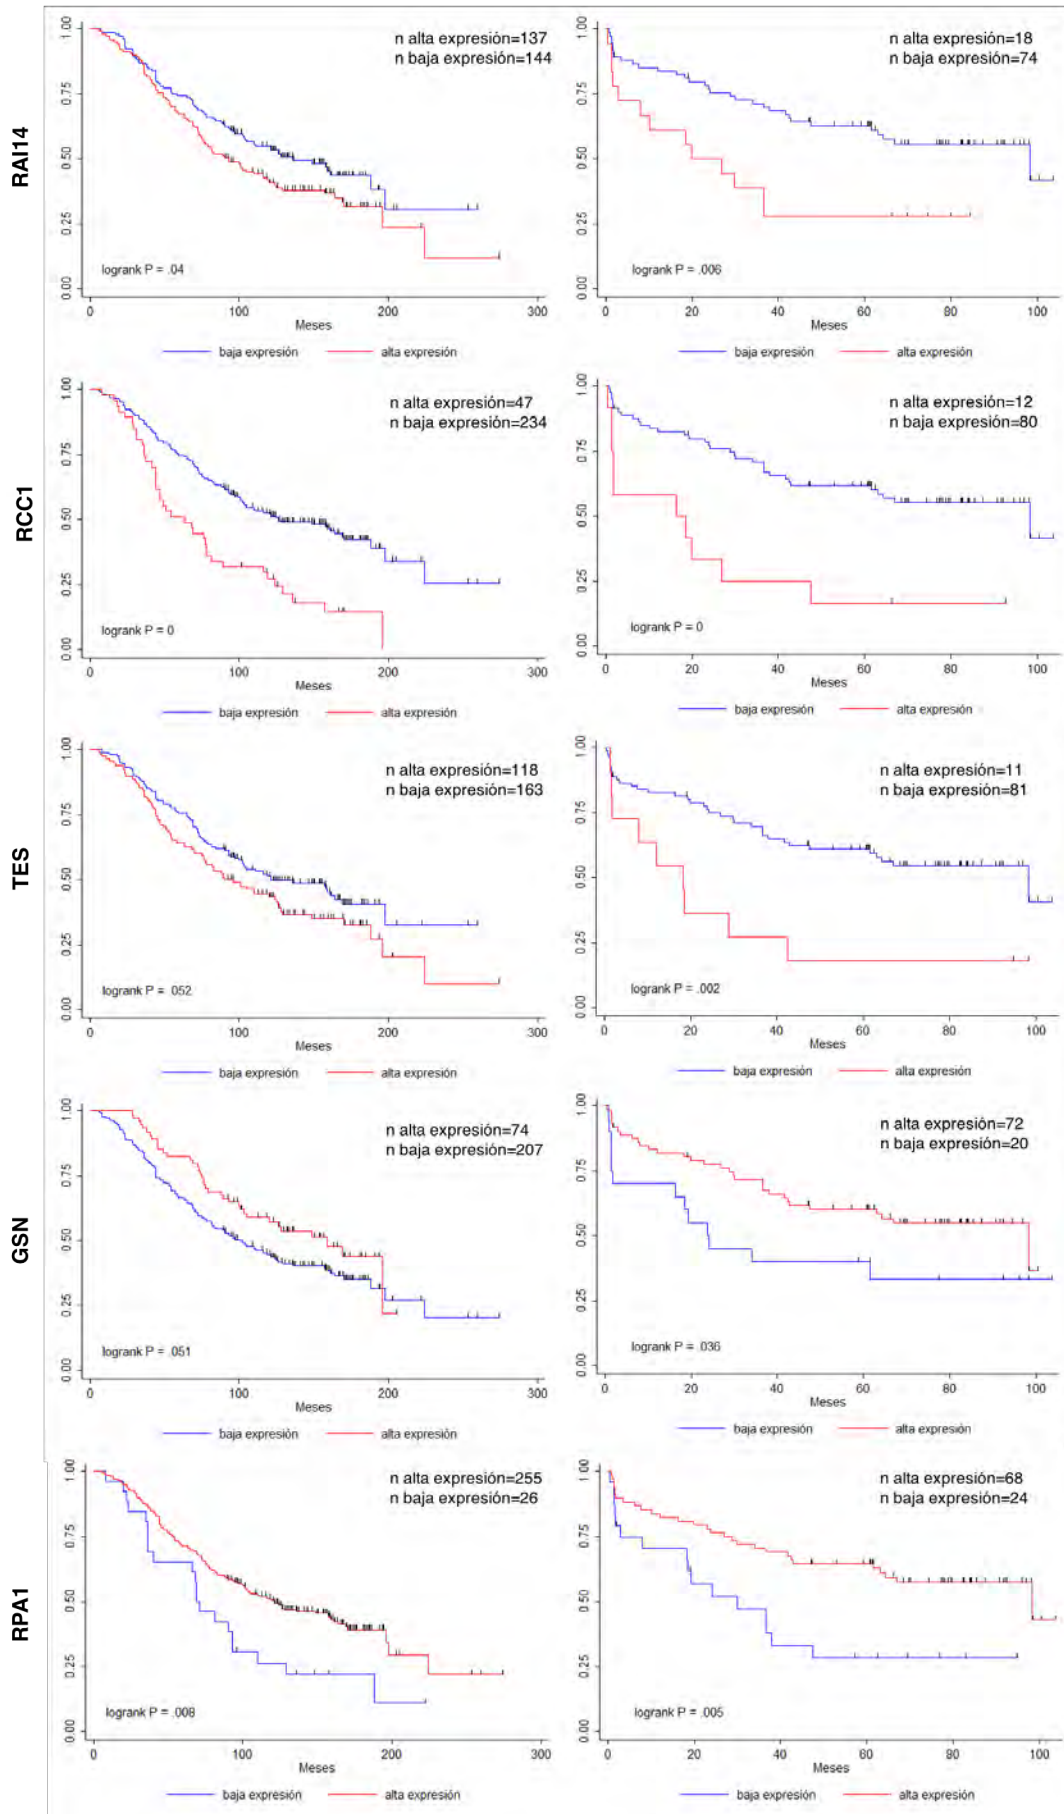 RAI14
1.00
0.75
0.50
0.25
0.00
n alta expresión=137
n baja expresión=144
logrank P = .04
0 100 200 300
Meses
baja expresión alta expresión
1.00
0.75
0.50
0.25
0.00
n alta expresión=18
n baja expresión=74
logrank P = .006
0 20 40 60 80 100
Meses
baja expresión alta expresión
RCC1
1.00
0.75
0.50
0.25
0.00
n alta expresión=47
n baja expresión=234
logrank P = 0
0 100 200 300
Meses
baja expresión alta expresión
1.00
0.75
0.50
0.25
0.00
n alta expresión=12
n baja expresión=80
logrank P = 0
0 20 40 60 80 100
Meses
baja expresión alta expresión
TES
1.00
0.75
0.50
0.25
0.00
n alta expresión=118
n baja expresión=163
logrank P = .052
0 100 200 300
Meses
baja expresión alta expresión
1.00
0.75
0.50
0.25
0.00
n alta expresión=11
n baja expresión=81
logrank P = .002
0 20 40 60 80 100
Meses
baja expresión alta expresión
GSN
1.00
0.75
0.50
0.25
0.00
n alta expresión=74
n baja expresión=207
logrank P = .051
0 100 200 300
Meses
baja expresión alta expresión
1.00
0.75
0.50
0.25
0.00
n alta expresión=72
n baja expresión=20
logrank P = .036
0 20 40 60 80 100
Meses
baja expresión alta expresión
RPA1
1.00
0.75
0.50
0.25
0.00
n alta expresión=255
n baja expresión=26
logrank P = .008
0 100 200 300
Meses
baja expresión alta expresión
1.00
0.75
0.50
0.25
0.00
n alta expresión=68
n baja expresión=24
logrank P = .005
0 20 40 60 80 100
Meses
baja expresión alta expresión